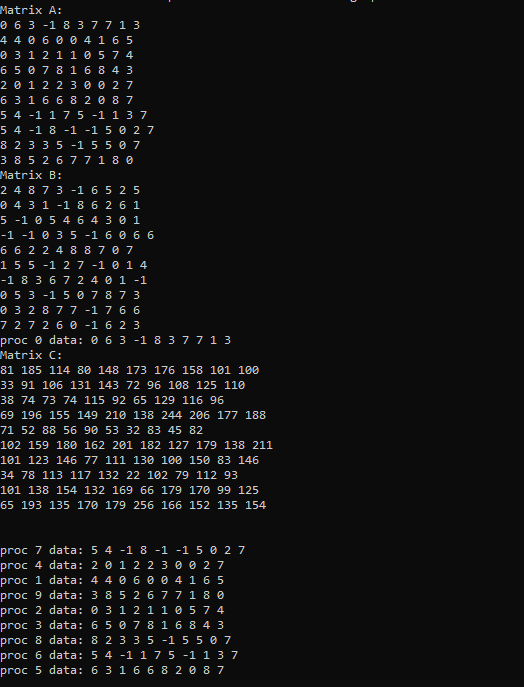 Matrix A:
0 6 3 -1 8 3 7 7 1 3
4 4 0 6 0 0 4 1 6 5
0 3 1 2 1 1 0 5 7 4
6 5 0 7 8 1 6 8 4 3
2 0 1 2 2 3 0 0 2 7
6 3 1 6 6 8 2 0 8 7
5 4 -1 1 7 5 -1 1 3 7
5 4 -1 8 -1 -1 5 0 2 7
8 2 3 3 5 -1 5 5 0 7
3 8 5 2 6 7 7 1 8 0
Matrix B:
2 4 8 7 3 -1 6 5 2 5
0 4 3 1 -1 8 6 2 6 1
5 -1 0 5 4 6 4 3 0 1
-1 -1 0 3 5 -1 6 0 6 6
6 6 2 2 4 8 8 7 0 7
1 5 5 -1 2 7 -1 0 1 4
-1 8 3 6 7 2 4 0 1 -1
0 5 3 -1 5 0 7 8 7 3
0 3 2 8 7 7 -1 7 6 6
7 2 7 2 6 0 -1 6 2 3
proc 0 data: 0 6 3 -1 8 3 7 7 1 3
Matrix C:
81 185 114 80 148 173 176 158 101 100
33 91 106 131 143 72 96 108 125 110
38 74 73 74 115 92 65 129 116 96
69 196 155 149 210 138 244 206 177 188
71 52 88 56 90 53 32 83 45 82
102 159 180 162 201 182 127 179 138 211
101 123 146 77 111 130 100 150 83 146
34 78 113 117 132 22 102 79 112 93
101 138 154 132 169 66 179 170 99 125
65 193 135 170 179 256 166 152 135 154
proc 7 data: 5 4 -1 8 -1 -1 5 0 2 7
proc 4 data: 2 0 1 2 2 3 0 0 2 7
proc 1 data: 4 4 0 6 0 0 4 1 6 5
proc 9 data: 3 8 5 2 6 7 7 1 8 0
proc 2 data: 0 3 1 2 1 1 0 5 7 4
proc 3 data: 6 5 0 7 8 1 6 8 4 3
proc 8 data: 8 2 3 3 5 -1 5 5 0 7
proc 6 data: 5 4 -1 1 7 5 -1 1 3 7
proc 5 data: 6 3 1 6 6 8 2 0 8 7